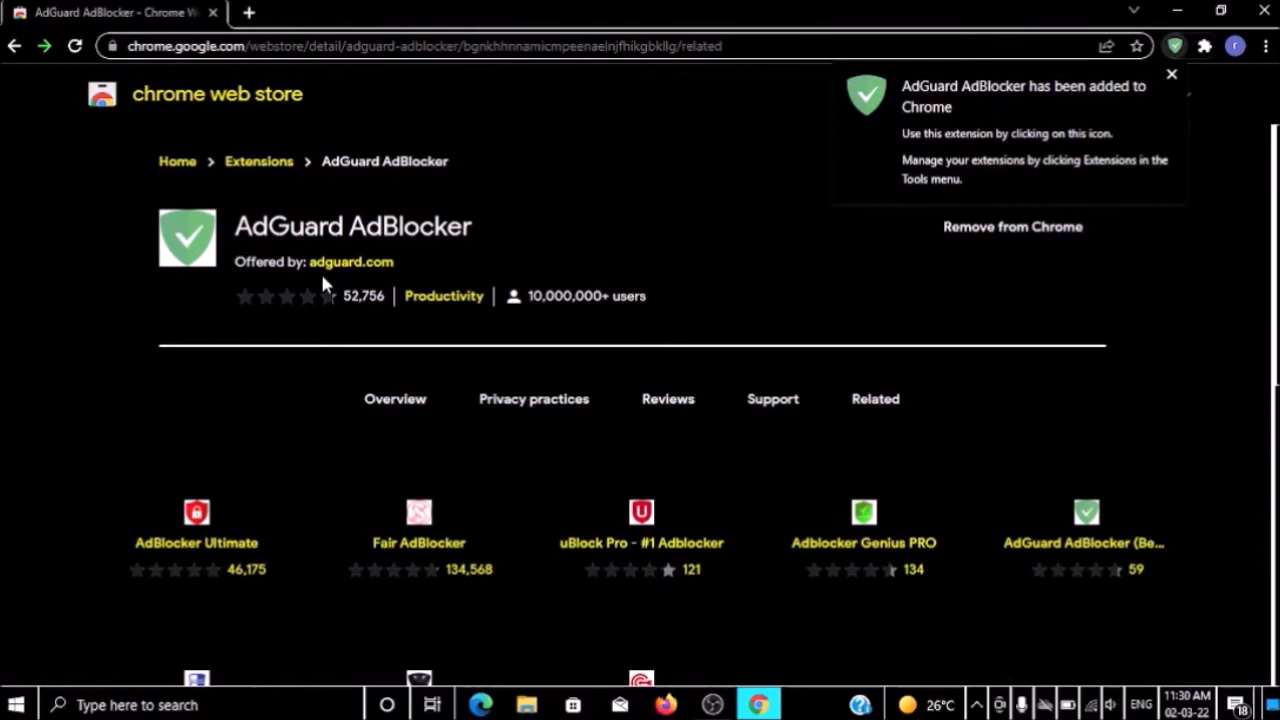 AdGuard AdBlocker - Chrome W
chrome.google.com/webstore/detail/adguard-adblocker/bgnkhhnnamicmpeenaelnjfhikgbkllg/related
chrome web store
AdGuard AdBlocker has been added to
Chrome
Use this extension by clicking on this icon.
Manage your extensions by clicking Extensions in the
Tools menu.
Home > Extensions > AdGuard AdBlocker
AdGuard AdBlocker
Remove from Chrome
Offered by: adguard.com
52,756 | Productivity | 10,000,000+ users
Overview Privacy practices Reviews Support Related
AdBlocker Ultimate Fair AdBlocker uBlock Pro - #1 Adblocker Adblocker Genius PRO AdGuard AdBlocker (Be...
46,175 134,568 121 134 59
Type here to search
26°C
ENG
11:30 AM
02-03-22
18